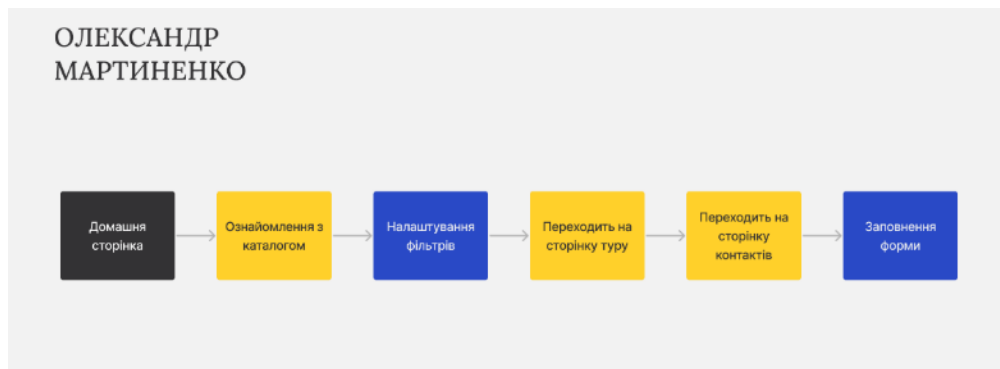 ОЛЕКСАНДР
МАРТИНЕНКО
Домашня
сторінка
Ознайомлення з
каталогом
Налаштування
фільтрів
Переходить на
сторінку туру
Переходить на
сторінку
контактів
Заповнення
форми